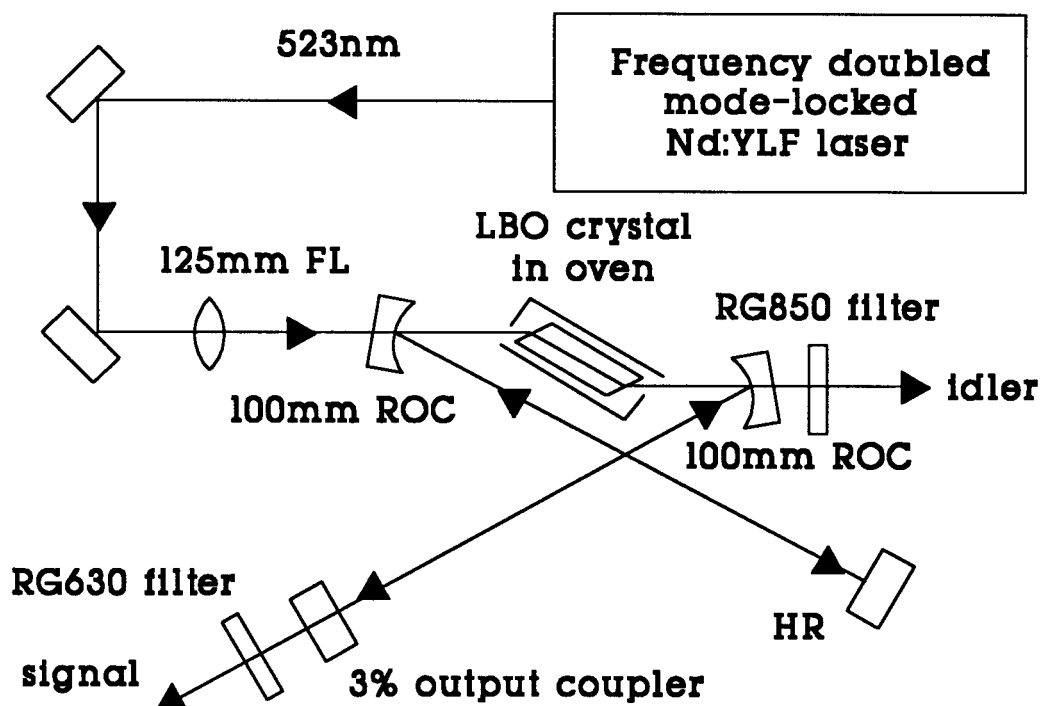 523nm
Frequency doubled
mode-locked
Nd:YLF laser
LBO crystal
in oven
125mm FL
RG850 filter
100mm ROC
idler
100mm ROC
RG630 filter
HR
signal
3% output coupler